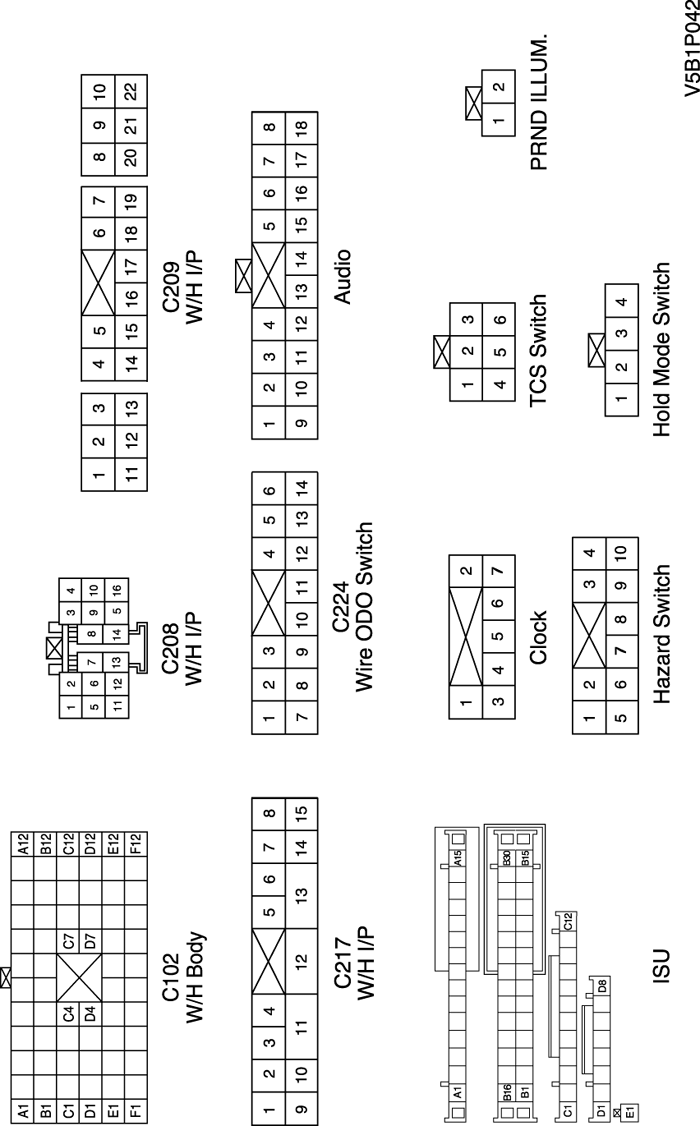 A1 A12
B1 B12
C1 C4 C7 C12
D1 D4 D7 D12
E1 E12
F1 F12
C102
W/H Body
1 2 3 4
5 6 7 8 9 10
11 12 13 14 5 16
C208
W/H I/P
1 2 3 4 5 6 7 8 9 10
11 12 13 14 15 16 17 18 19 20 21 22
C209
W/H I/P
1 2 3 4 5 6 7 8
9 10 11 12 13 14 15
C217
W/H I/P
1 2 3 4 5 6
7 8 9 10 11 12 13 14
C224
Wire ODO Switch
1 2 3 4 5 6 7 8
9 10 11 12 13 14 15 16 17 18
Audio
A1 A15
B16 B30
B1 B15
C1 C12
D1 D8
E1
ISU
1 2
3 4 5 6 7
Clock
1 2 3 4
5 6 7 8 9 10
Hazard Switch
1 2 3
4 5 6
TCS Switch
1 2 3 4
Hold Mode Switch
1 2
PRND ILLUM.
V5B1P042